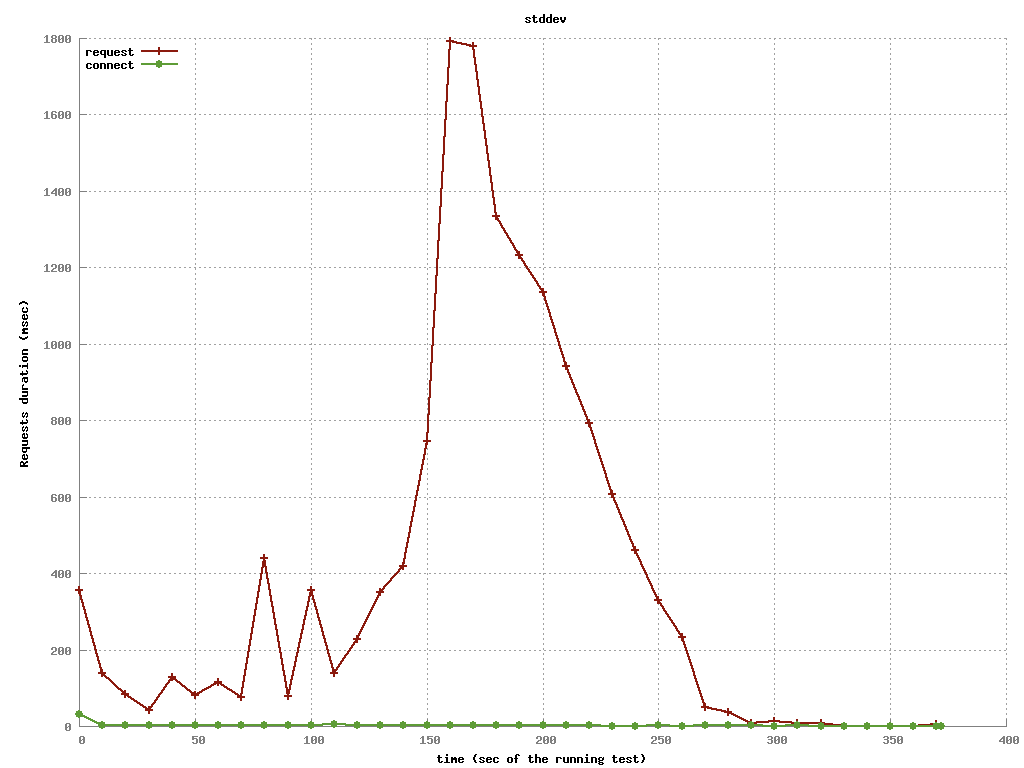 stddev
request
connect
1800
1600
1400
1200
1000
800
600
400
200
0
Requests duration (msec)
0 50 100 150 200 250 300 350 400
time (sec of the running test)